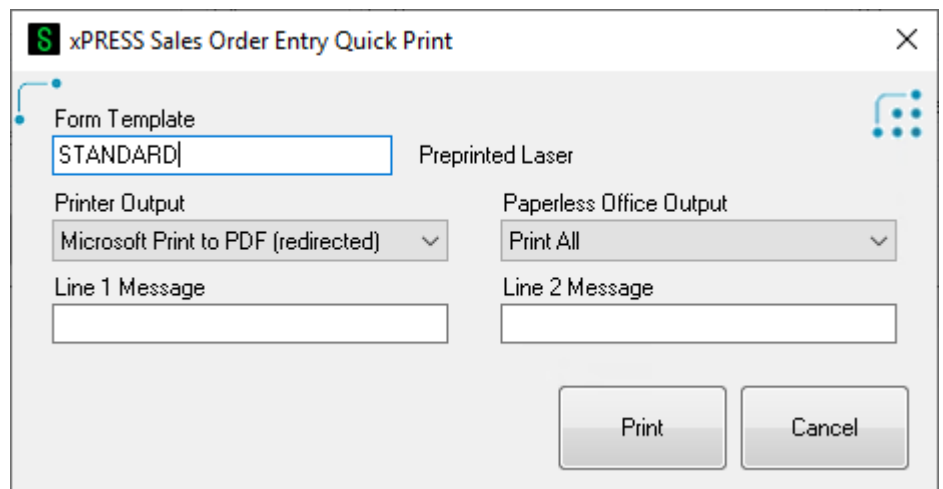 S xPRESS Sales Order Entry Quick Print
Form Template
STANDARD Preprinted Laser
Printer Output Paperless Office Output
Microsoft Print to PDF (redirected) Print All
Line 1 Message Line 2 Message
Print Cancel